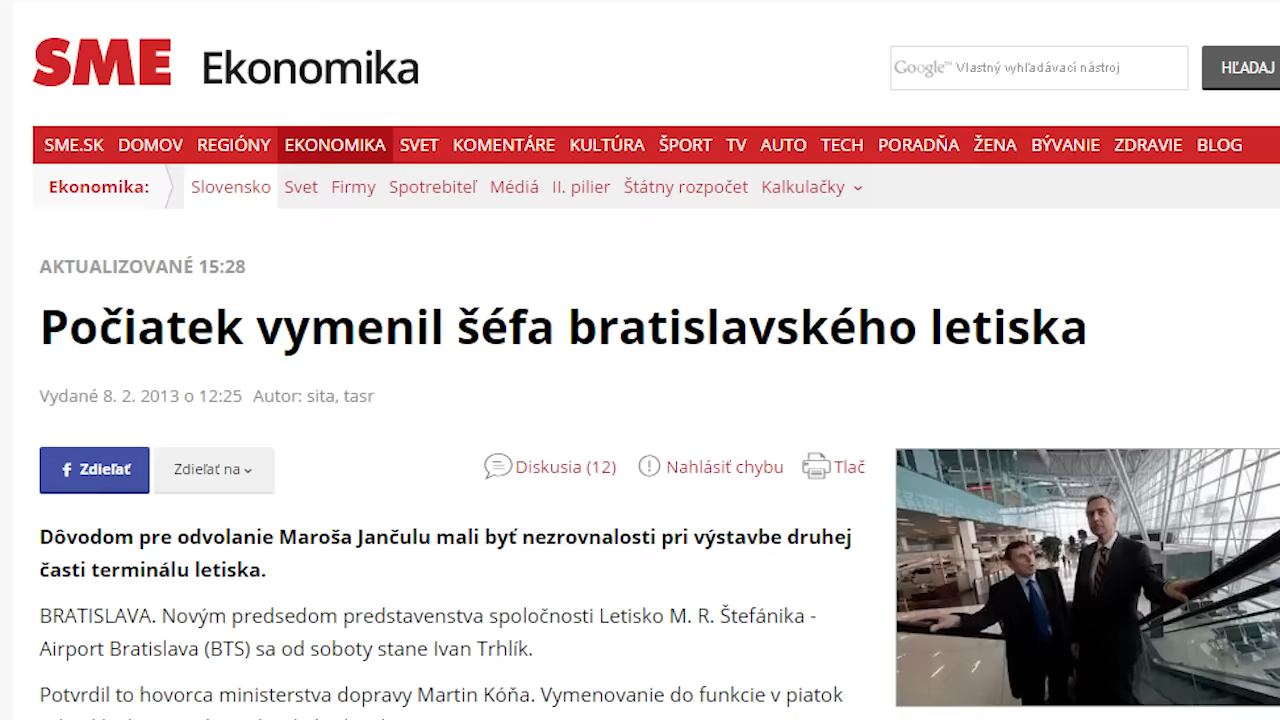 SME Ekonomika
Google™ Vlastný vyhľadávací nástroj
HĽADAJ
SME.SK DOMOV REGIÓNY EKONOMIKA SVET KOMENTÁRE KULTÚRA ŠPORT TV AUTO TECH PORADŇA ŽENA BÝVANIE ZDRAVIE BLOG
Ekonomika: Slovensko Svet Firmy Spotrebiteľ Médiá II. pilier Štátny rozpočet Kalkulačky
AKTUALIZOVANÉ 15:28
Počiatek vymenil šéfa bratislavského letiska
Vydané 8. 2. 2013 o 12:25 Autor: sita, tasr
f Zdieľať Zdieľať na Diskusia (12) Nahlásiť chybu Tlač
Dôvodom pre odvolanie Maroša Jančulu mali byť nezrovnalosti pri výstavbe druhej
časti terminálu letiska.
BRATISLAVA. Novým predsedom predstavenstva spoločnosti Letisko M. R. Štefánika -
Airport Bratislava (BTS) sa od soboty stane Ivan Trhlík.
Potvrdil to hovorca ministerstva dopravy Martin Kóňa. Vymenovanie do funkcie v piatok